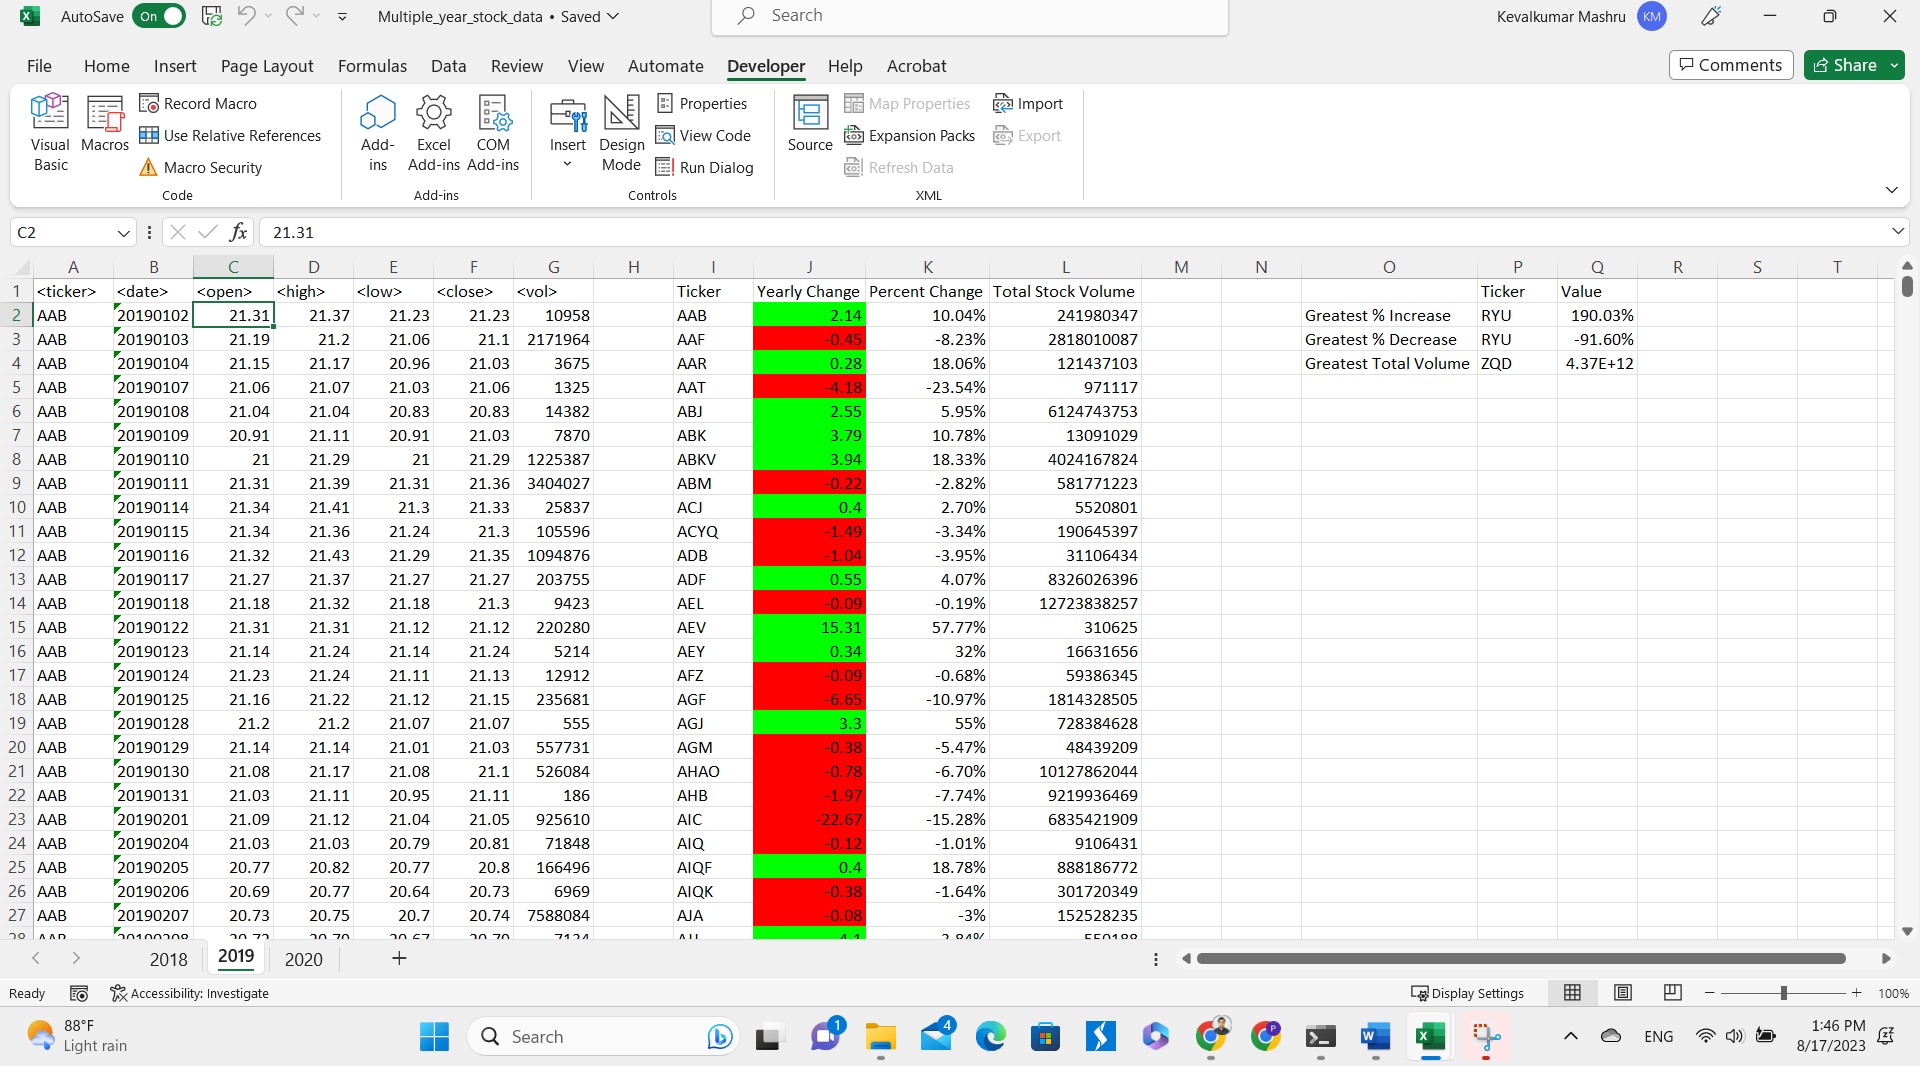 AutoSave On Multiple_year_stock_data • Saved Search Kevalkumar Mashru KM
File Home Insert Page Layout Formulas Data Review View Automate Developer Help Acrobat Comments Share
Visual Basic Macros Record Macro Use Relative References Macro Security Code
Add-ins Excel Add-ins COM Add-ins Add-ins
Insert Design Mode Properties View Code Run Dialog Controls
Source Map Properties Expansion Packs Refresh Data Import Export XML
C2 fx 21.31
A B C D E F G H I J K L M N O P Q R S T
1 <ticker> <date> <open> <high> <low> <close> <vol> Ticker Yearly Change Percent Change Total Stock Volume Ticker Value
2 AAB 20190102 21.31 21.37 21.23 21.23 10958 AAB 2.14 10.04% 241980347 Greatest % Increase RYU 190.03%
3 AAB 20190103 21.19 21.2 21.06 21.1 2171964 AAF -0.45 -8.23% 2818010087 Greatest % Decrease RYU -91.60%
4 AAB 20190104 21.15 21.17 20.96 21.03 3675 AAR 0.28 18.06% 121437103 Greatest Total Volume ZQD 4.37E+12
5 AAB 20190107 21.06 21.07 21.03 21.06 1325 AAT -4.18 -23.54% 971117
6 AAB 20190108 21.04 21.04 20.83 20.83 14382 ABJ 2.55 5.95% 6124743753
7 AAB 20190109 20.91 21.11 20.91 21.03 7870 ABK 3.79 10.78% 13091029
8 AAB 20190110 21 21.29 21 21.29 1225387 ABKV 3.94 18.33% 4024167824
9 AAB 20190111 21.31 21.39 21.31 21.36 3404027 ABM -0.22 -2.82% 581771223
10 AAB 20190114 21.34 21.41 21.3 21.33 25837 ACJ 0.4 2.70% 5520801
11 AAB 20190115 21.34 21.36 21.24 21.3 105596 ACYQ -1.49 -3.34% 190645397
12 AAB 20190116 21.32 21.43 21.29 21.35 1094876 ADB -1.04 -3.95% 31106434
13 AAB 20190117 21.27 21.37 21.27 21.27 203755 ADF 0.55 4.07% 8326026396
14 AAB 20190118 21.18 21.32 21.18 21.3 9423 AEL -0.09 -0.19% 12723838257
15 AAB 20190122 21.31 21.31 21.12 21.12 220280 AEV 15.31 57.77% 310625
16 AAB 20190123 21.14 21.24 21.14 21.24 5214 AEY 0.34 32% 16631656
17 AAB 20190124 21.23 21.24 21.11 21.13 12912 AFZ -0.09 -0.68% 59386345
18 AAB 20190125 21.16 21.22 21.12 21.15 235681 AGF -6.65 -10.97% 1814328505
19 AAB 20190128 21.2 21.2 21.07 21.07 555 AGJ 3.3 55% 728384628
20 AAB 20190129 21.14 21.14 21.01 21.03 557731 AGM -0.38 -5.47% 48439209
21 AAB 20190130 21.08 21.17 21.08 21.1 526084 AHAO -0.78 -6.70% 10127862044
22 AAB 20190131 21.03 21.11 20.95 21.11 186 AHB -1.97 -7.74% 9219936469
23 AAB 20190201 21.09 21.12 21.04 21.05 925610 AIC -22.67 -15.28% 6835421909
24 AAB 20190204 21.03 21.03 20.79 20.81 71848 AIQ -0.12 -1.01% 9106431
25 AAB 20190205 20.77 20.82 20.77 20.8 166496 AIQF 0.4 18.78% 888186772
26 AAB 20190206 20.69 20.77 20.64 20.73 6969 AIQK -0.38 -1.64% 301720349
27 AAB 20190207 20.73 20.75 20.7 20.74 7588084 AJA -0.08 -3% 152528235
2018 2019 2020
Ready Accessibility: Investigate Display Settings 100%
88°F Light rain Search 1 4 ENG 1:46 PM 8/17/2023